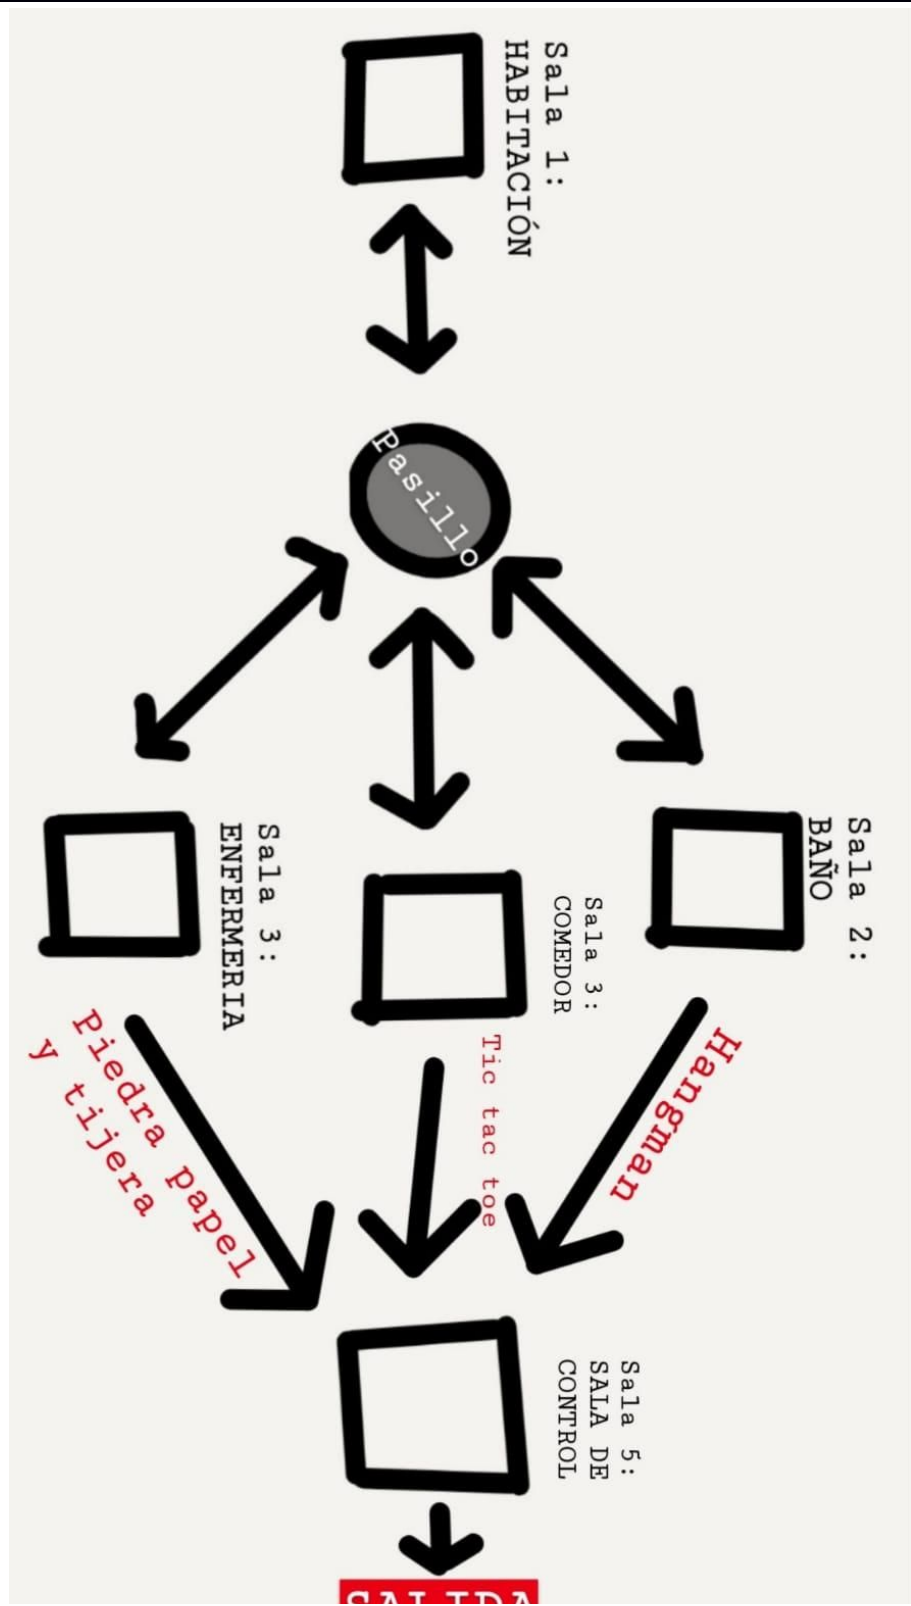 Sala 1:
HABITACIÓN
Pasillo
Sala 2:
BAÑO
Sala 3:
COMEDOR
Sala 3:
ENFERMERIA
Hangman
Tic tac toe
Piedra papel
y tijera
Sala 5:
SALA DE
CONTROL
SALIDA